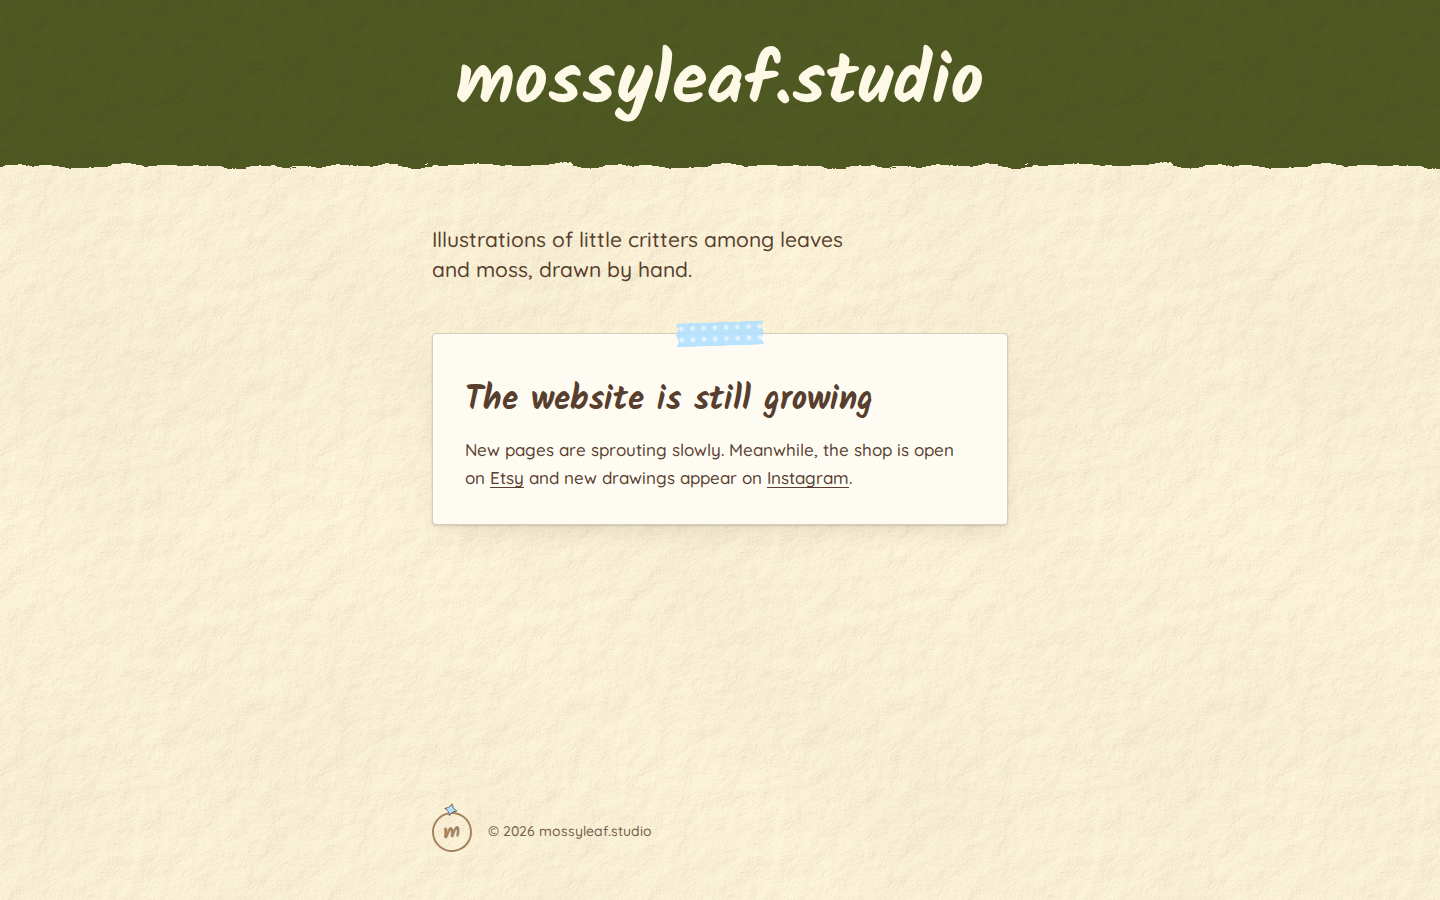 mossyleaf.studio
Illustrations of little critters among leaves
and moss, drawn by hand.
The website is still growing
New pages are sprouting slowly. Meanwhile, the shop is open
on Etsy and new drawings appear on Instagram.
m
© 2026 mossyleaf.studio